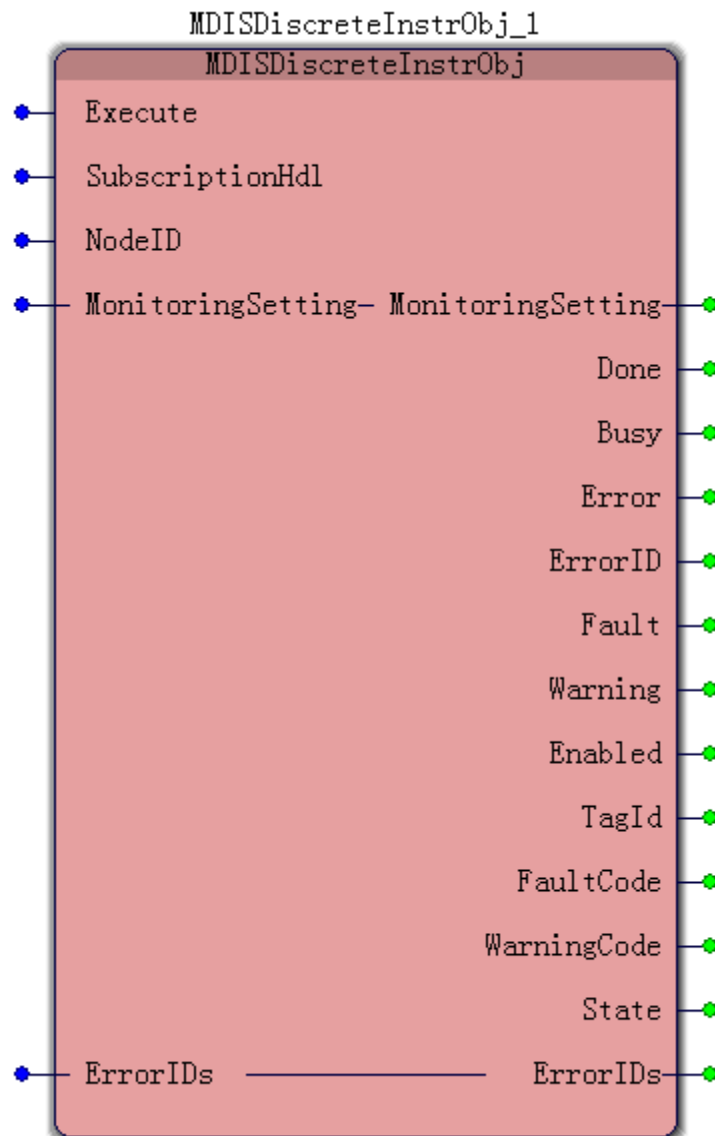 MDISDiscreteInstrObj_1
MDISDiscreteInstrObj
Execute
SubscriptionHdl
NodeID
MonitoringSetting MonitoringSetting
Done
Busy
Error
ErrorID
Fault
Warning
Enabled
TagId
FaultCode
WarningCode
State
ErrorIDs ErrorIDs